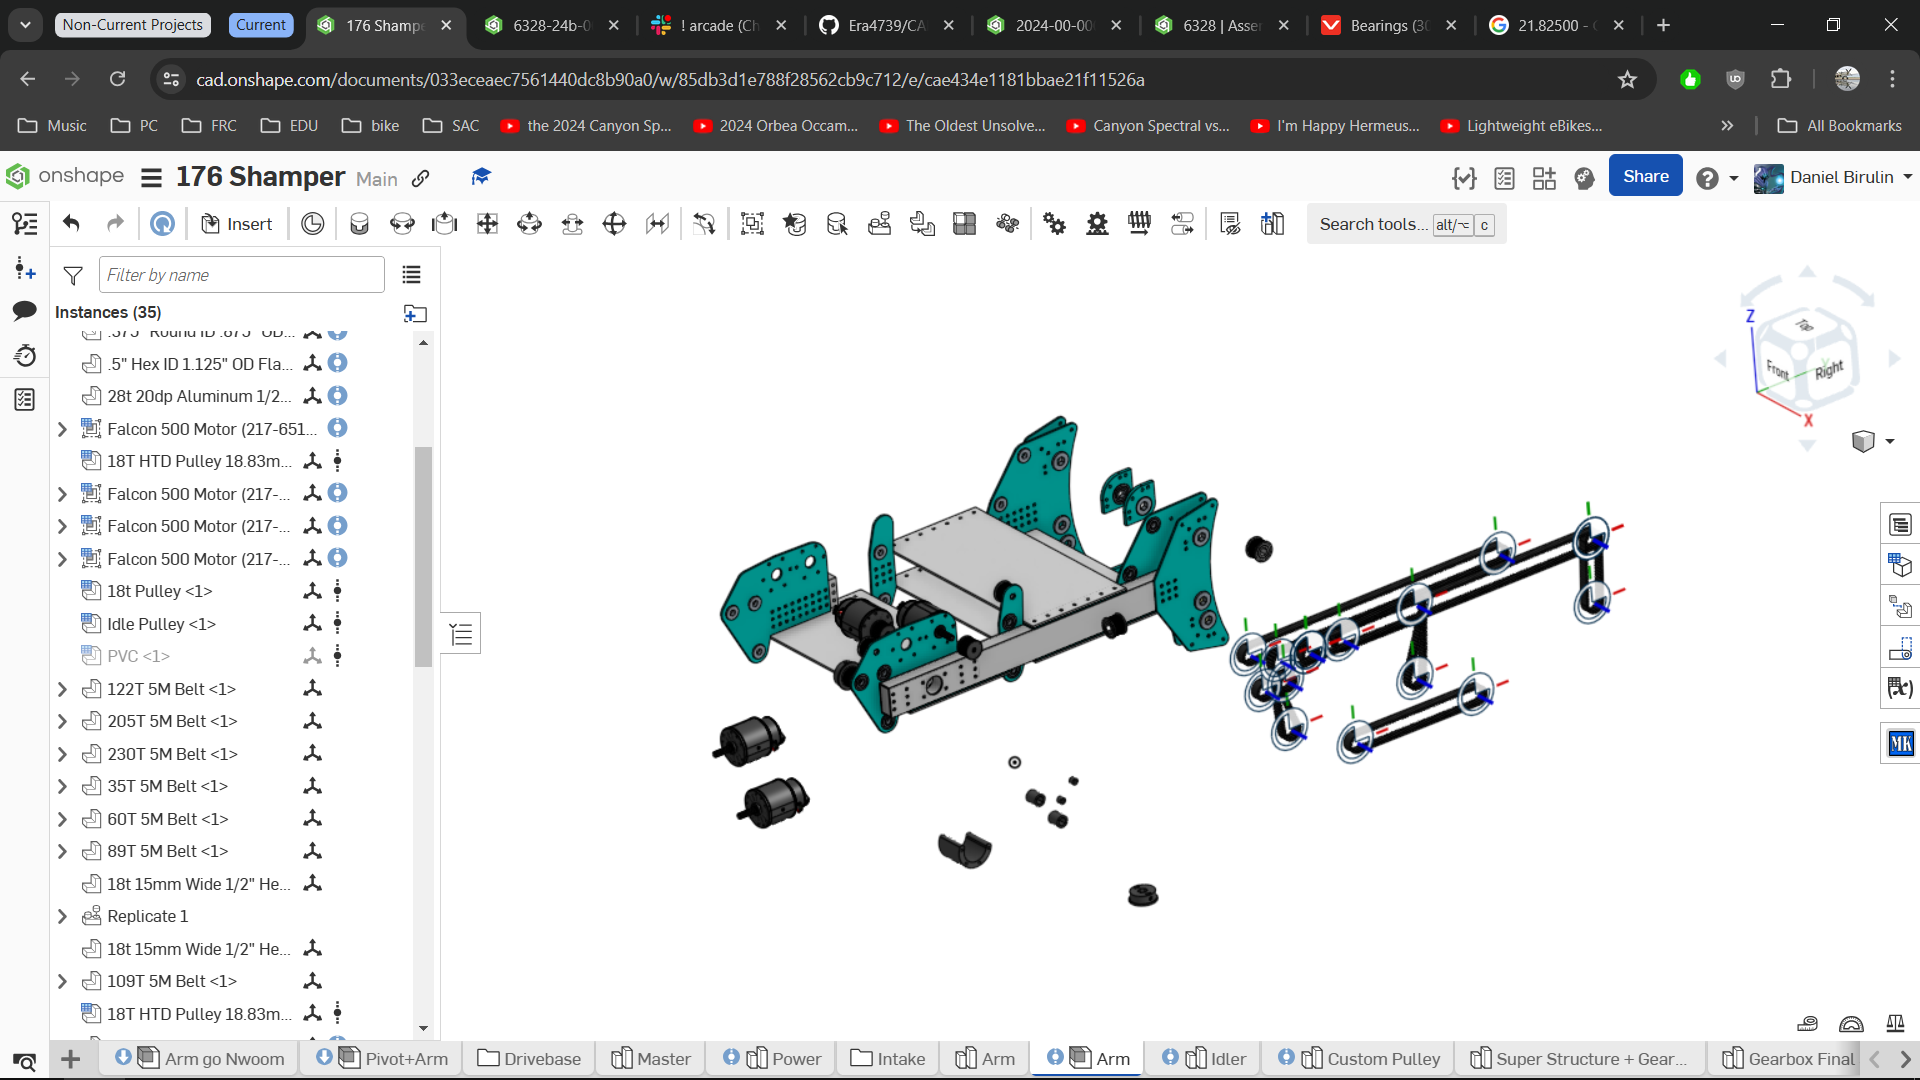 Non-Current Projects
Current
176 Shampe
6328-24b-0
! arcade (Ch
Era4739/CA
2024-00-00
6328 | Asser
Bearings (30
21.82500 -
cad.onshape.com/documents/033eceaec7561440dc8b90a0/w/85db3d1e788f28562cb9c712/e/cae434e1181bbae21f11526a
Music
PC
FRC
EDU
bike
SAC
the 2024 Canyon Sp...
2024 Orbea Occam...
The Oldest Unsolve...
Canyon Spectral vs...
I'm Happy Hermeus...
Lightweight eBikes...
All Bookmarks
onshape
176 Shamper
Main
Share
Daniel Birulin
Insert
Search tools... alt/⌥ c
Filter by name
Instances (35)
.5" Hex ID 1.125" OD Fla...
28t 20dp Aluminum 1/2...
Falcon 500 Motor (217-651...
18T HTD Pulley 18.83m...
Falcon 500 Motor (217-...
Falcon 500 Motor (217-...
Falcon 500 Motor (217-...
18t Pulley <1>
Idle Pulley <1>
PVC <1>
122T 5M Belt <1>
205T 5M Belt <1>
230T 5M Belt <1>
35T 5M Belt <1>
60T 5M Belt <1>
89T 5M Belt <1>
18t 15mm Wide 1/2" He...
Replicate 1
18t 15mm Wide 1/2" He...
109T 5M Belt <1>
18T HTD Pulley 18.83m...
Z
Top
Front
Right
Y
X
MK
Arm go Nwoom
Pivot+Arm
Drivebase
Master
Power
Intake
Arm
Arm
Idler
Custom Pulley
Super Structure + Gear...
Gearbox Final